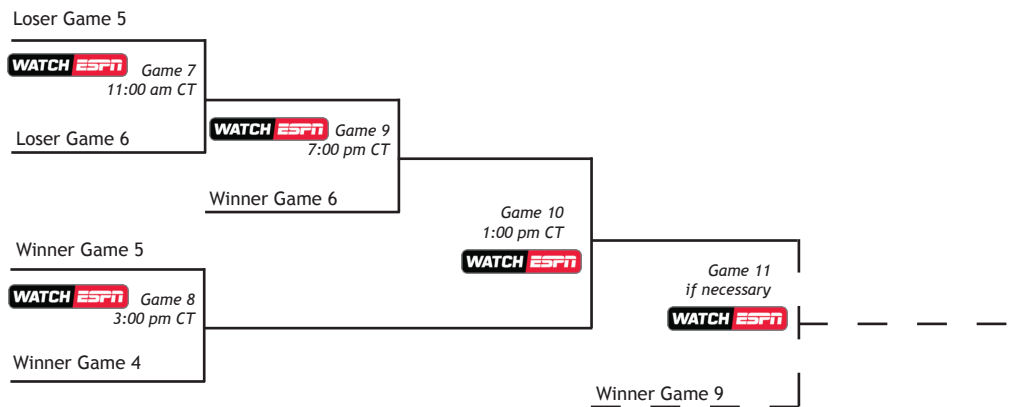 Loser Game 5
WATCH ESPN
Game 7
11:00 am CT
Loser Game 6
WATCH ESPN
Game 9
7:00 pm CT
Winner Game 6
Winner Game 5
WATCH ESPN
Game 8
3:00 pm CT
Winner Game 4
Game 10
1:00 pm CT
WATCH ESPN
Game 11
if necessary
WATCH ESPN
Winner Game 9